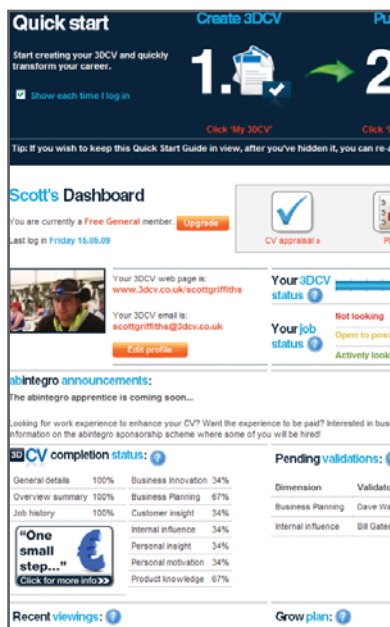 Quick start
Create 3DCV
Start creating your 3DCV and quickly
transform your career.
Show each time I log in
1.
2
Click 'My 3DCV'
Click '
Tip: If you wish to keep this Quick Start Guide in view, after you've hidden it, you can re-a
Scott's Dashboard
You are currently a Free General member. Upgrade
Last log in Friday 15.05.09
CV appraisal »
Your 3DCV web page is:
www.3dcv.co.uk/scottgriffiths
Your 3DCV email is:
scottgriffiths@3dcv.co.uk
Edit profile
Your 3DCV
status ?
Your job
status ?
Not looking
Open to poss
Actively look
abintegro announcements:
The abintegro apprentice is coming soon...
Looking for work experience to enhance your CV? Want the experience to be paid? Interested in bus
information on the abintegro sponsorship scheme where some of you will be hired!
3D CV completion status: ?
General details 100%
Overview summary 100%
Job history 100%
Business Innovation 34%
Business Planning 67%
Customer insight 34%
Internal influence 34%
Personal insight 34%
Personal motivation 34%
Product knowledge 67%
"One
small
step..."
Click for more info>>
Pending validations:
Dimension Validato
Business Planning Dave Wa
Internal influence Bill Gate
Recent viewings: ?
Grow plan: ?